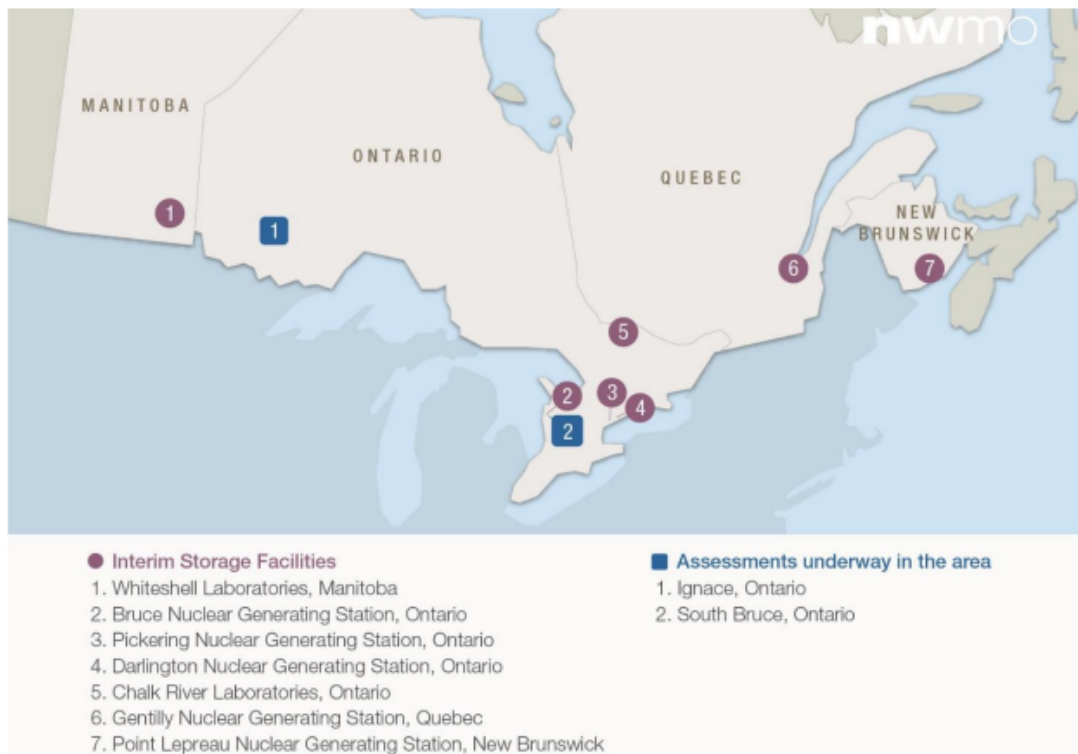 nwmo
MANITOBA
ONTARIO
QUEBEC
NEW
BRUNSWICK
1
1
6
7
5
2
3
4
2
Interim Storage Facilities
1. Whiteshell Laboratories, Manitoba
2. Bruce Nuclear Generating Station, Ontario
3. Pickering Nuclear Generating Station, Ontario
4. Darlington Nuclear Generating Station, Ontario
5. Chalk River Laboratories, Ontario
6. Gentilly Nuclear Generating Station, Quebec
7. Point Lepreau Nuclear Generating Station, New Brunswick
Assessments underway in the area
1. Ignace, Ontario
2. South Bruce, Ontario